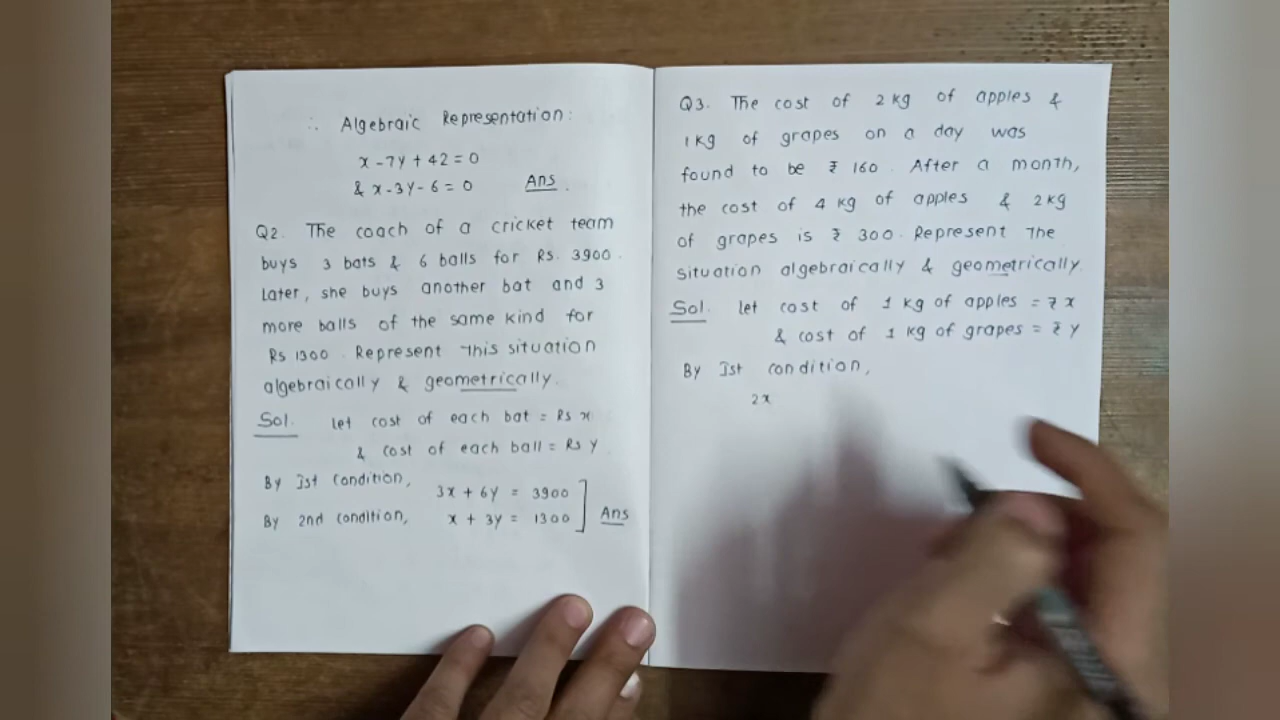 ∴ Algebraic Representation:
x - 7y + 42 = 0
& x - 3y - 6 = 0 Ans.
Q2. The coach of a cricket team
buys 3 bats & 6 balls for Rs. 3900.
Later, she buys another bat and 3
more balls of the same kind for
Rs 1300. Represent this situation
algebraically & geometrically.
Sol. let cost of each bat = Rs x
& cost of each ball = Rs y
By Ist condition, 3x + 6y = 3900
By 2nd condition, x + 3y = 1300 ] Ans
Q3. The cost of 2 kg of apples &
1 kg of grapes on a day was
found to be ₹ 160. After a month,
the cost of 4 kg of apples & 2 kg
of grapes is ₹ 300. Represent the
situation algebraically & geometrically.
Sol. let cost of 1 kg of apples = ₹ x
& cost of 1 kg of grapes = ₹ y
By Ist condition,
2x